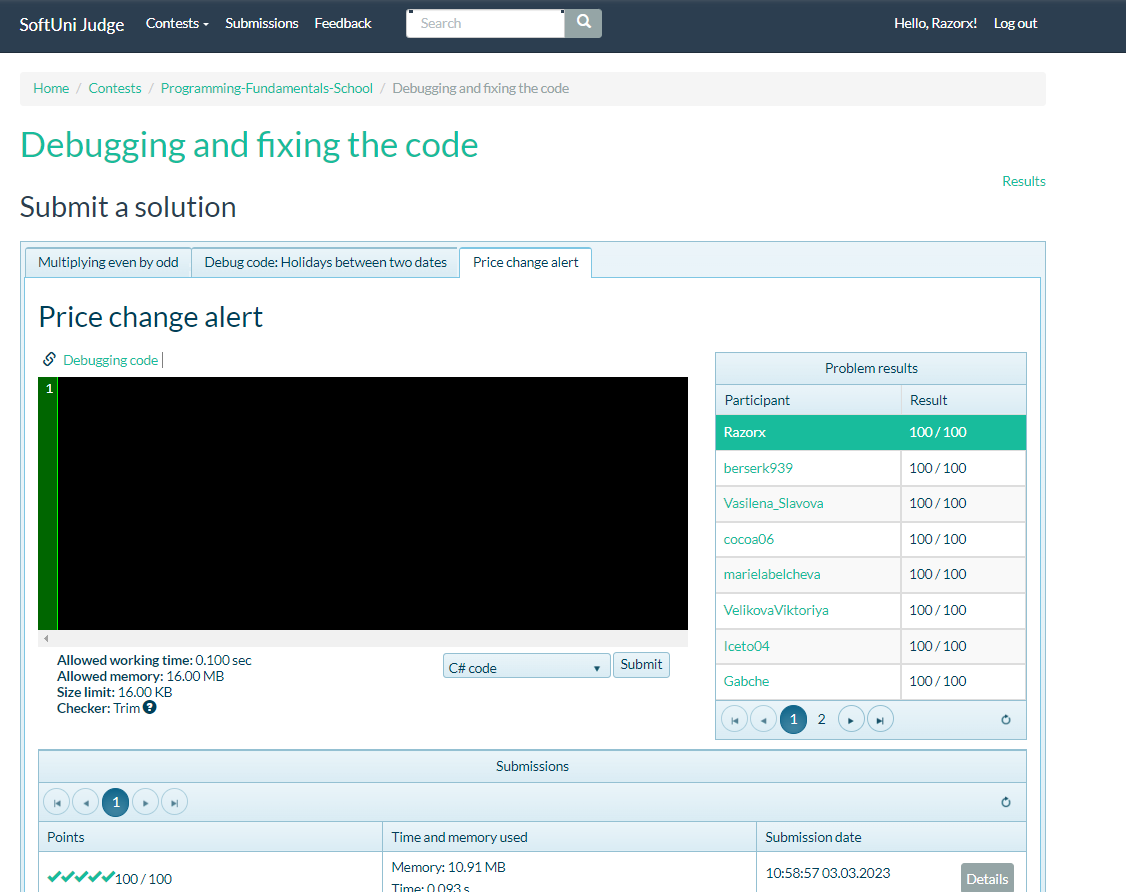 SoftUni Judge Contests Submissions Feedback Search Hello, Razorx! Log out
Home / Contests / Programming-Fundamentals-School / Debugging and fixing the code
Debugging and fixing the code
Results
Submit a solution
Multiplying even by odd Debug code: Holidays between two dates Price change alert
Price change alert
Debugging code |
1
Allowed working time: 0.100 sec
Allowed memory: 16.00 MB
Size limit: 16.00 KB
Checker: Trim ?
C# code Submit
Problem results
Participant Result
Razorx 100 / 100
berserk939 100 / 100
Vasilena_Slavova 100 / 100
cocoa06 100 / 100
marielabelcheva 100 / 100
VelikovaViktoriya 100 / 100
Iceto04 100 / 100
Gabche 100 / 100
1 2
Submissions
1
Points Time and memory used Submission date
100 / 100 Memory: 10.91 MB 10:58:57 03.03.2023 Details
Time: 0.093 s